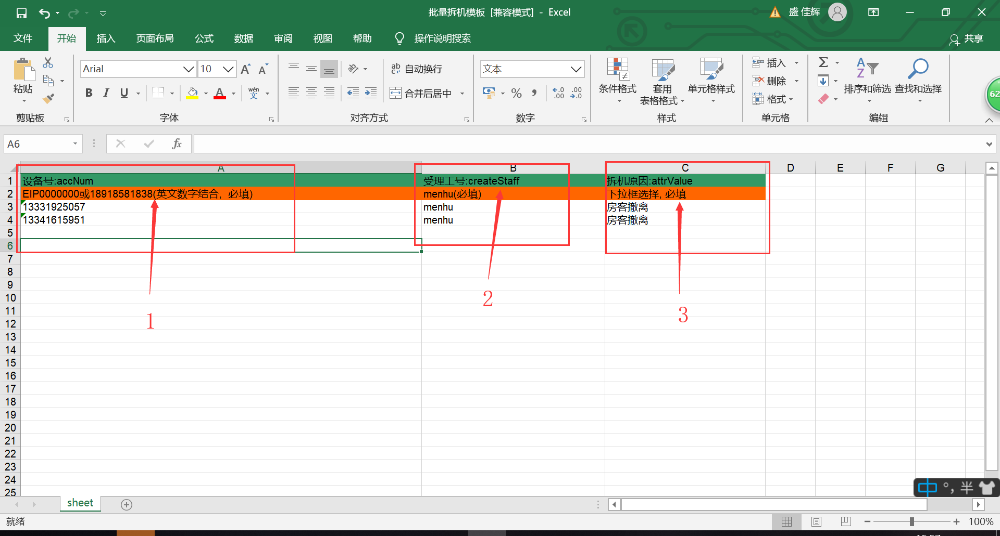 批量拆机模板 [兼容模式] - Excel
盛 佳辉
文件 开始 插入 页面布局 公式 数据 审阅 视图 帮助 操作说明搜索 共享
粘贴
剪贴板
Arial 10
B I U A wén 文
字体
ab 自动换行
合并后居中
对齐方式
文本
% , .00 .0
数字
条件格式 套用 表格格式 单元格样式
样式
插入
删除
格式
单元格
Σ 排序和筛选 查找和选择
编辑
62
A6 fx
A B C D E F G
1 设备号:accNum 受理工号:createStaff 拆机原因:attrValue
2 EIP0000000或18918581838(英文数字结合, 必填) menhu(必填) 下拉框选择, 必填
3 13331925057 menhu 房客撤离
4 13341615951 menhu 房客撤离
5
6
7
8
9
10
11
12
13
14
15
16
17
18
19
20
21
22
23
24
25
1
2
3
中 °, 半
sheet
就绪
100%